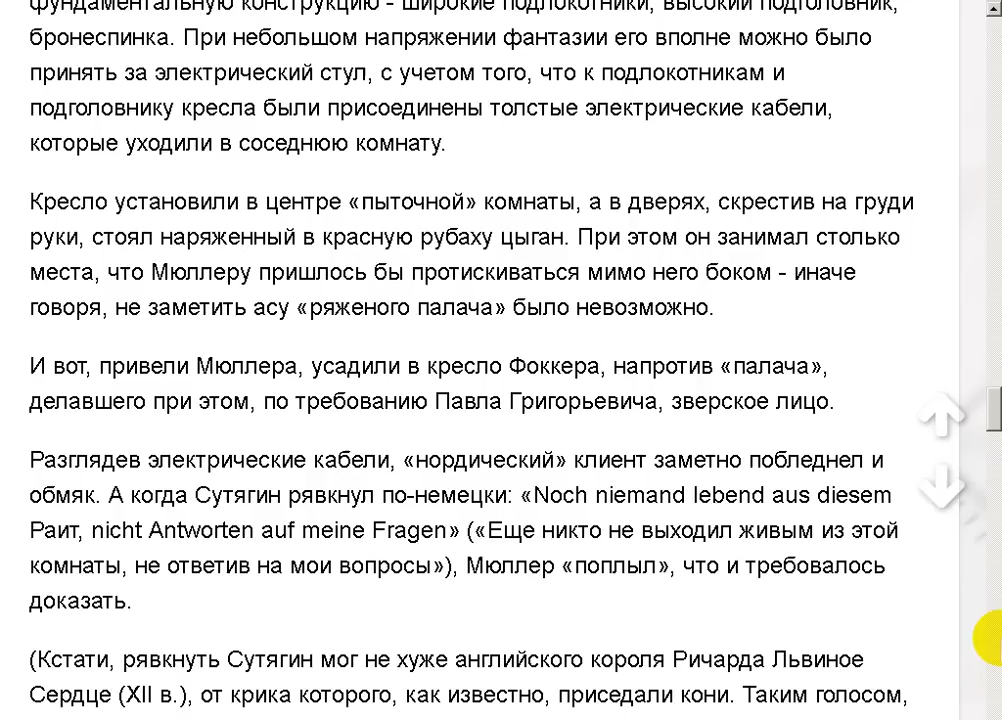 фундаментальную конструкцию - широкие подлокотники, высокий подголовник,
бронеспинка. При небольшом напряжении фантазии его вполне можно было
принять за электрический стул, с учетом того, что к подлокотникам и
подголовнику кресла были присоединены толстые электрические кабели,
которые уходили в соседнюю комнату.
Кресло установили в центре «пыточной» комнаты, а в дверях, скрестив на груди
руки, стоял наряженный в красную рубаху цыган. При этом он занимал столько
места, что Мюллеру пришлось бы протискиваться мимо него боком - иначе
говоря, не заметить асу «ряженого палача» было невозможно.
И вот, привели Мюллера, усадили в кресло Фоккера, напротив «палача»,
делавшего при этом, по требованию Павла Григорьевича, зверское лицо.
Разглядев электрические кабели, «нордический» клиент заметно побледнел и
обмяк. А когда Сутягин рявкнул по-немецки: «Noch niemand lebend aus diesem
Раит, nicht Antworten auf meine Fragen» («Еще никто не выходил живым из этой
комнаты, не ответив на мои вопросы»), Мюллер «поплыл», что и требовалось
доказать.
(Кстати, рявкнуть Сутягин мог не хуже английского короля Ричарда Львиное
Сердце (XII в.), от крика которого, как известно, приседали кони. Таким голосом,